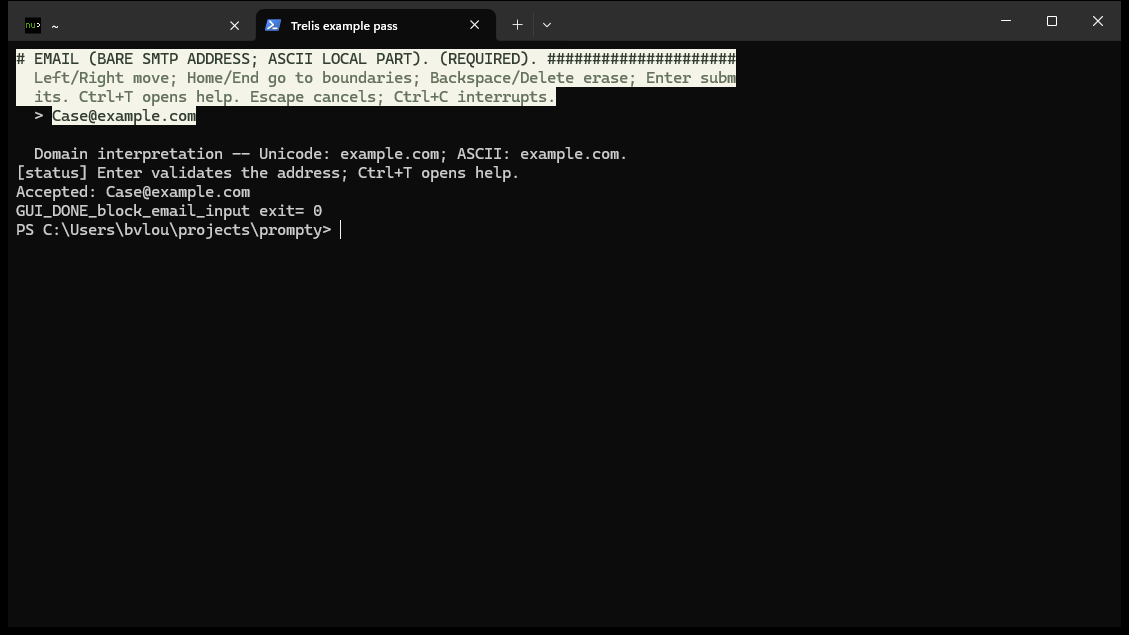 nu> ~
Trelis example pass
# EMAIL (BARE SMTP ADDRESS; ASCII LOCAL PART). (REQUIRED). #####################
Left/Right move; Home/End go to boundaries; Backspace/Delete erase; Enter subm
its. Ctrl+T opens help. Escape cancels; Ctrl+C interrupts.
> Case@example.com
Domain interpretation -- Unicode: example.com; ASCII: example.com.
[status] Enter validates the address; Ctrl+T opens help.
Accepted: Case@example.com
GUI_DONE_block_email_input exit= 0
PS C:\Users\bvlou\projects\prompty>